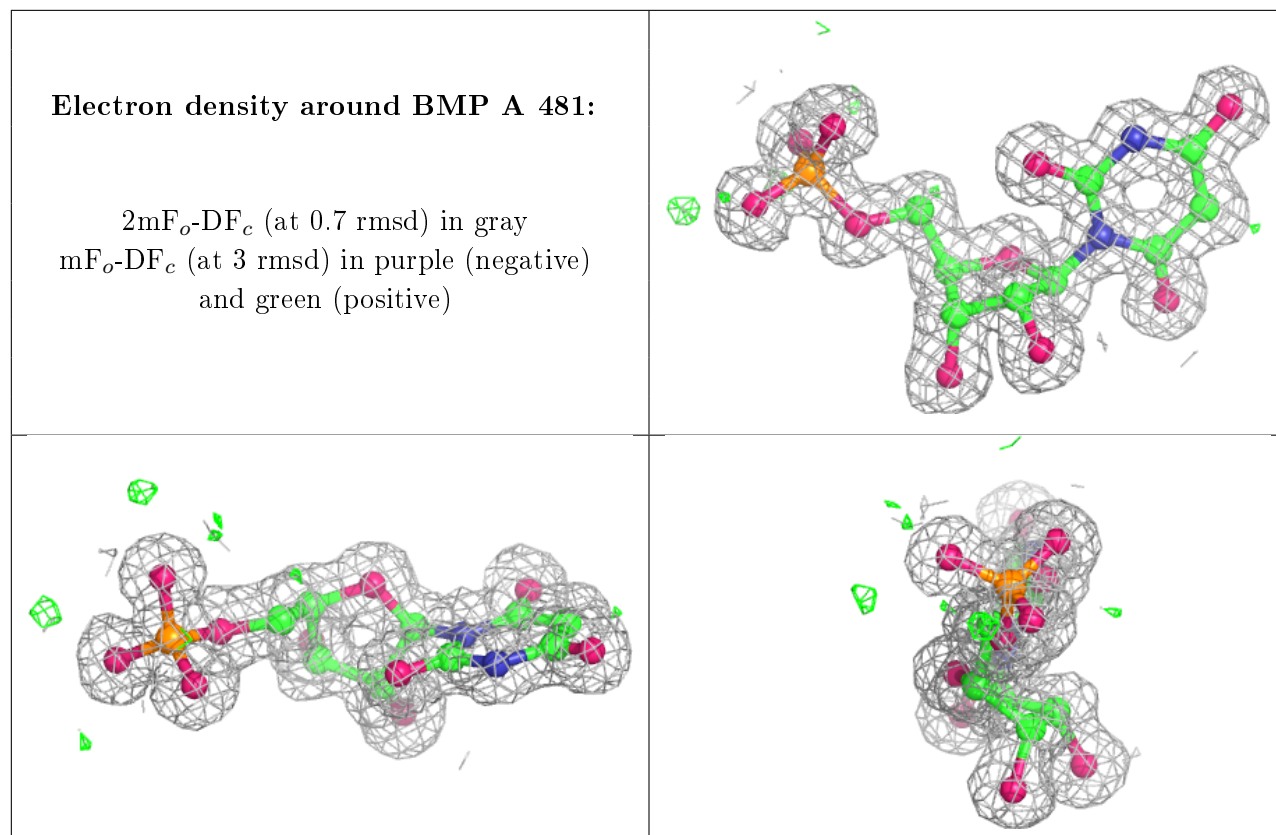 Electron density around BMP A 481:
2mFo-DFc (at 0.7 rmsd) in gray
mFo-DFc (at 3 rmsd) in purple (negative)
and green (positive)